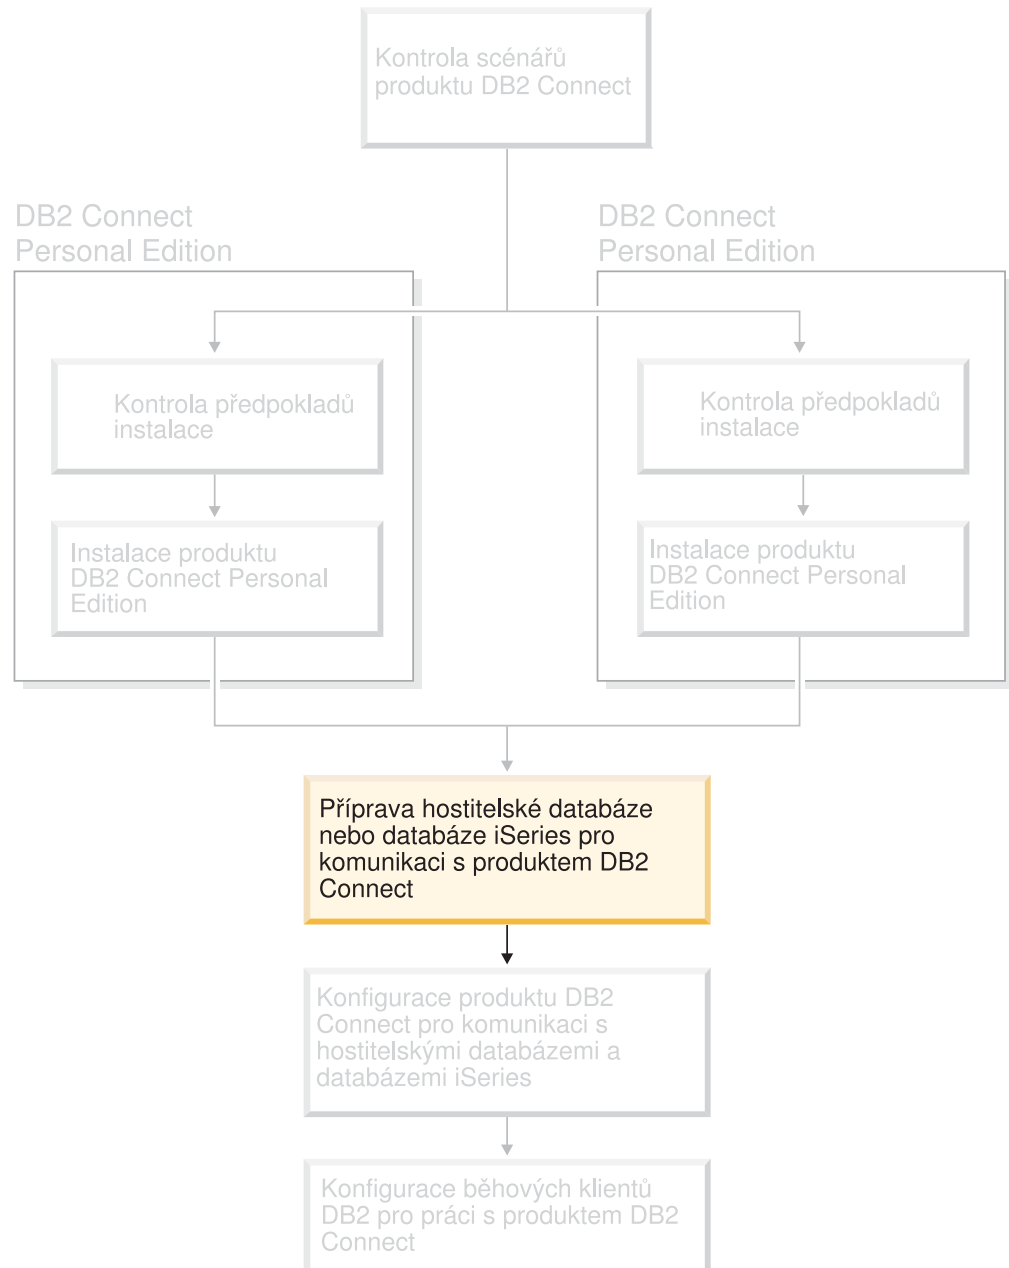 Kontrola scénářů
produktu DB2 Connect
DB2 Connect
Personal Edition
Kontrola předpokladů
instalace
Instalace produktu
DB2 Connect Personal
Edition
DB2 Connect
Personal Edition
Kontrola předpokladů
instalace
Instalace produktu
DB2 Connect Personal
Edition
Příprava hostitelské databáze
nebo databáze iSeries pro
komunikaci s produktem DB2
Connect
Konfigurace produktu DB2
Connect pro komunikaci s
hostitelskými databázemi a
databázemi iSeries
Konfigurace běhových klientů
DB2 pro práci s produktem DB2
Connect